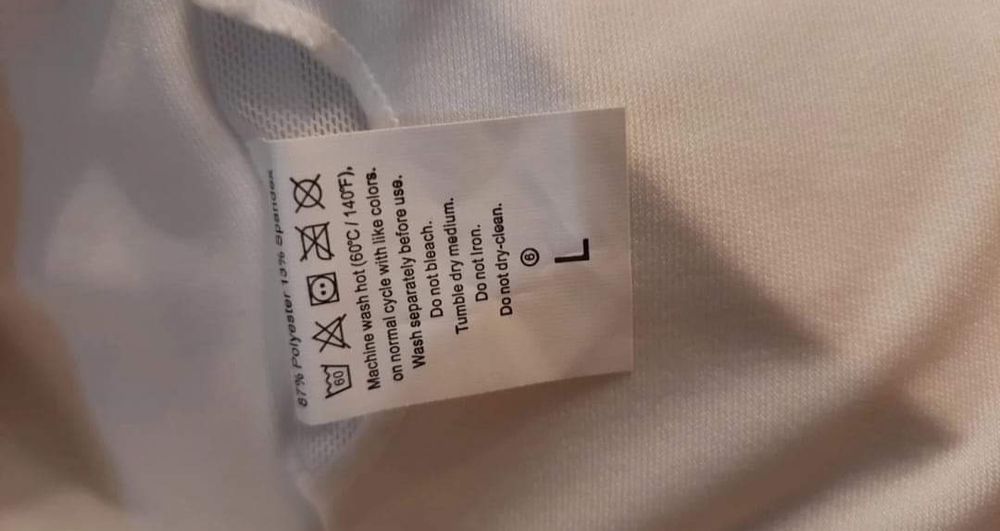 87% Polyester 13% Spandex
60
Machine wash hot (60°C / 140°F),
on normal cycle with like colors.
Wash separately before use.
Do not bleach.
Tumble dry medium.
Do not Iron.
Do not dry-clean.
6
L